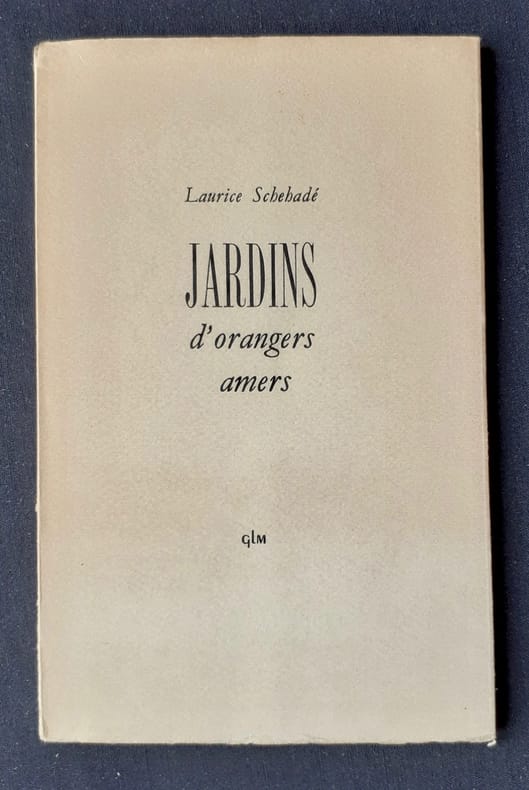 Laurice Schehadé
JARDINS
d'orangers
amers
GLM